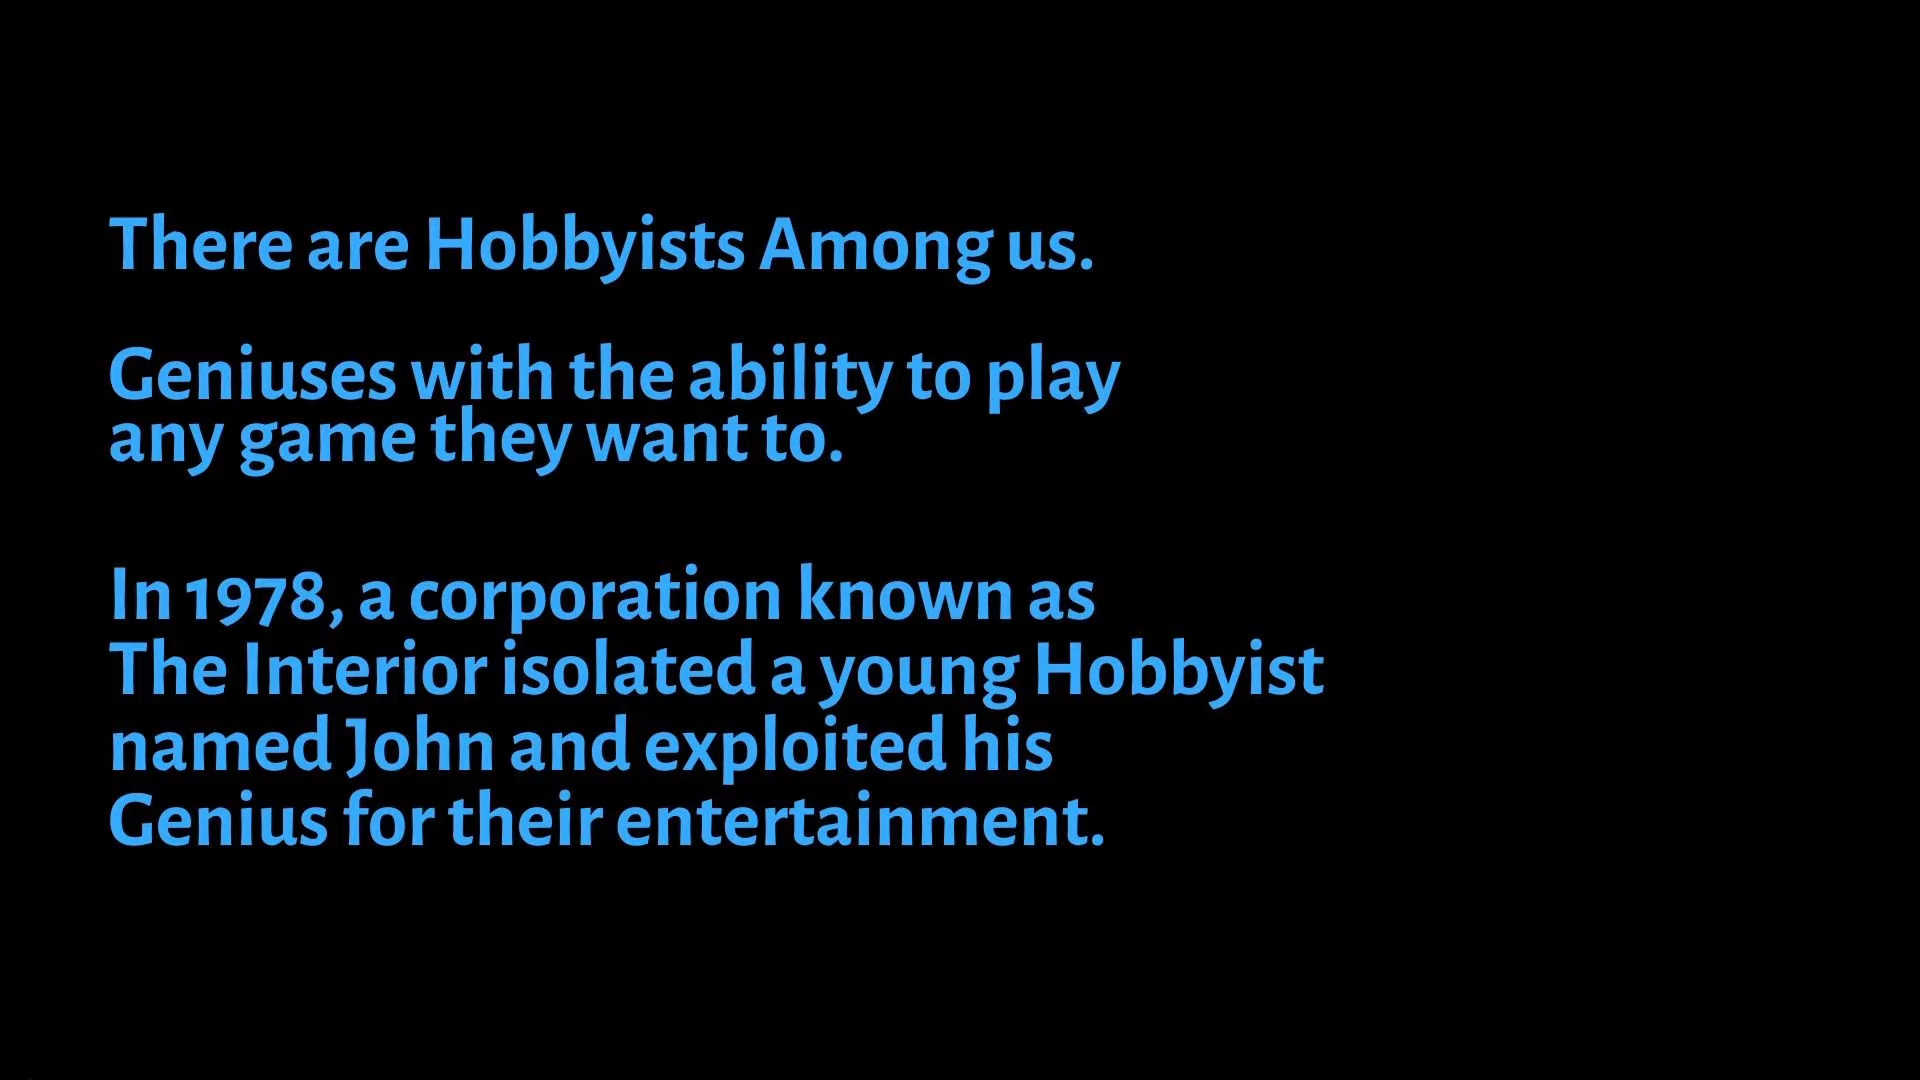 There are Hobbyists Among us.
Geniuses with the ability to play
any game they want to.
In 1978, a corporation known as
The Interior isolated a young Hobbyist
named John and exploited his
Genius for their entertainment.